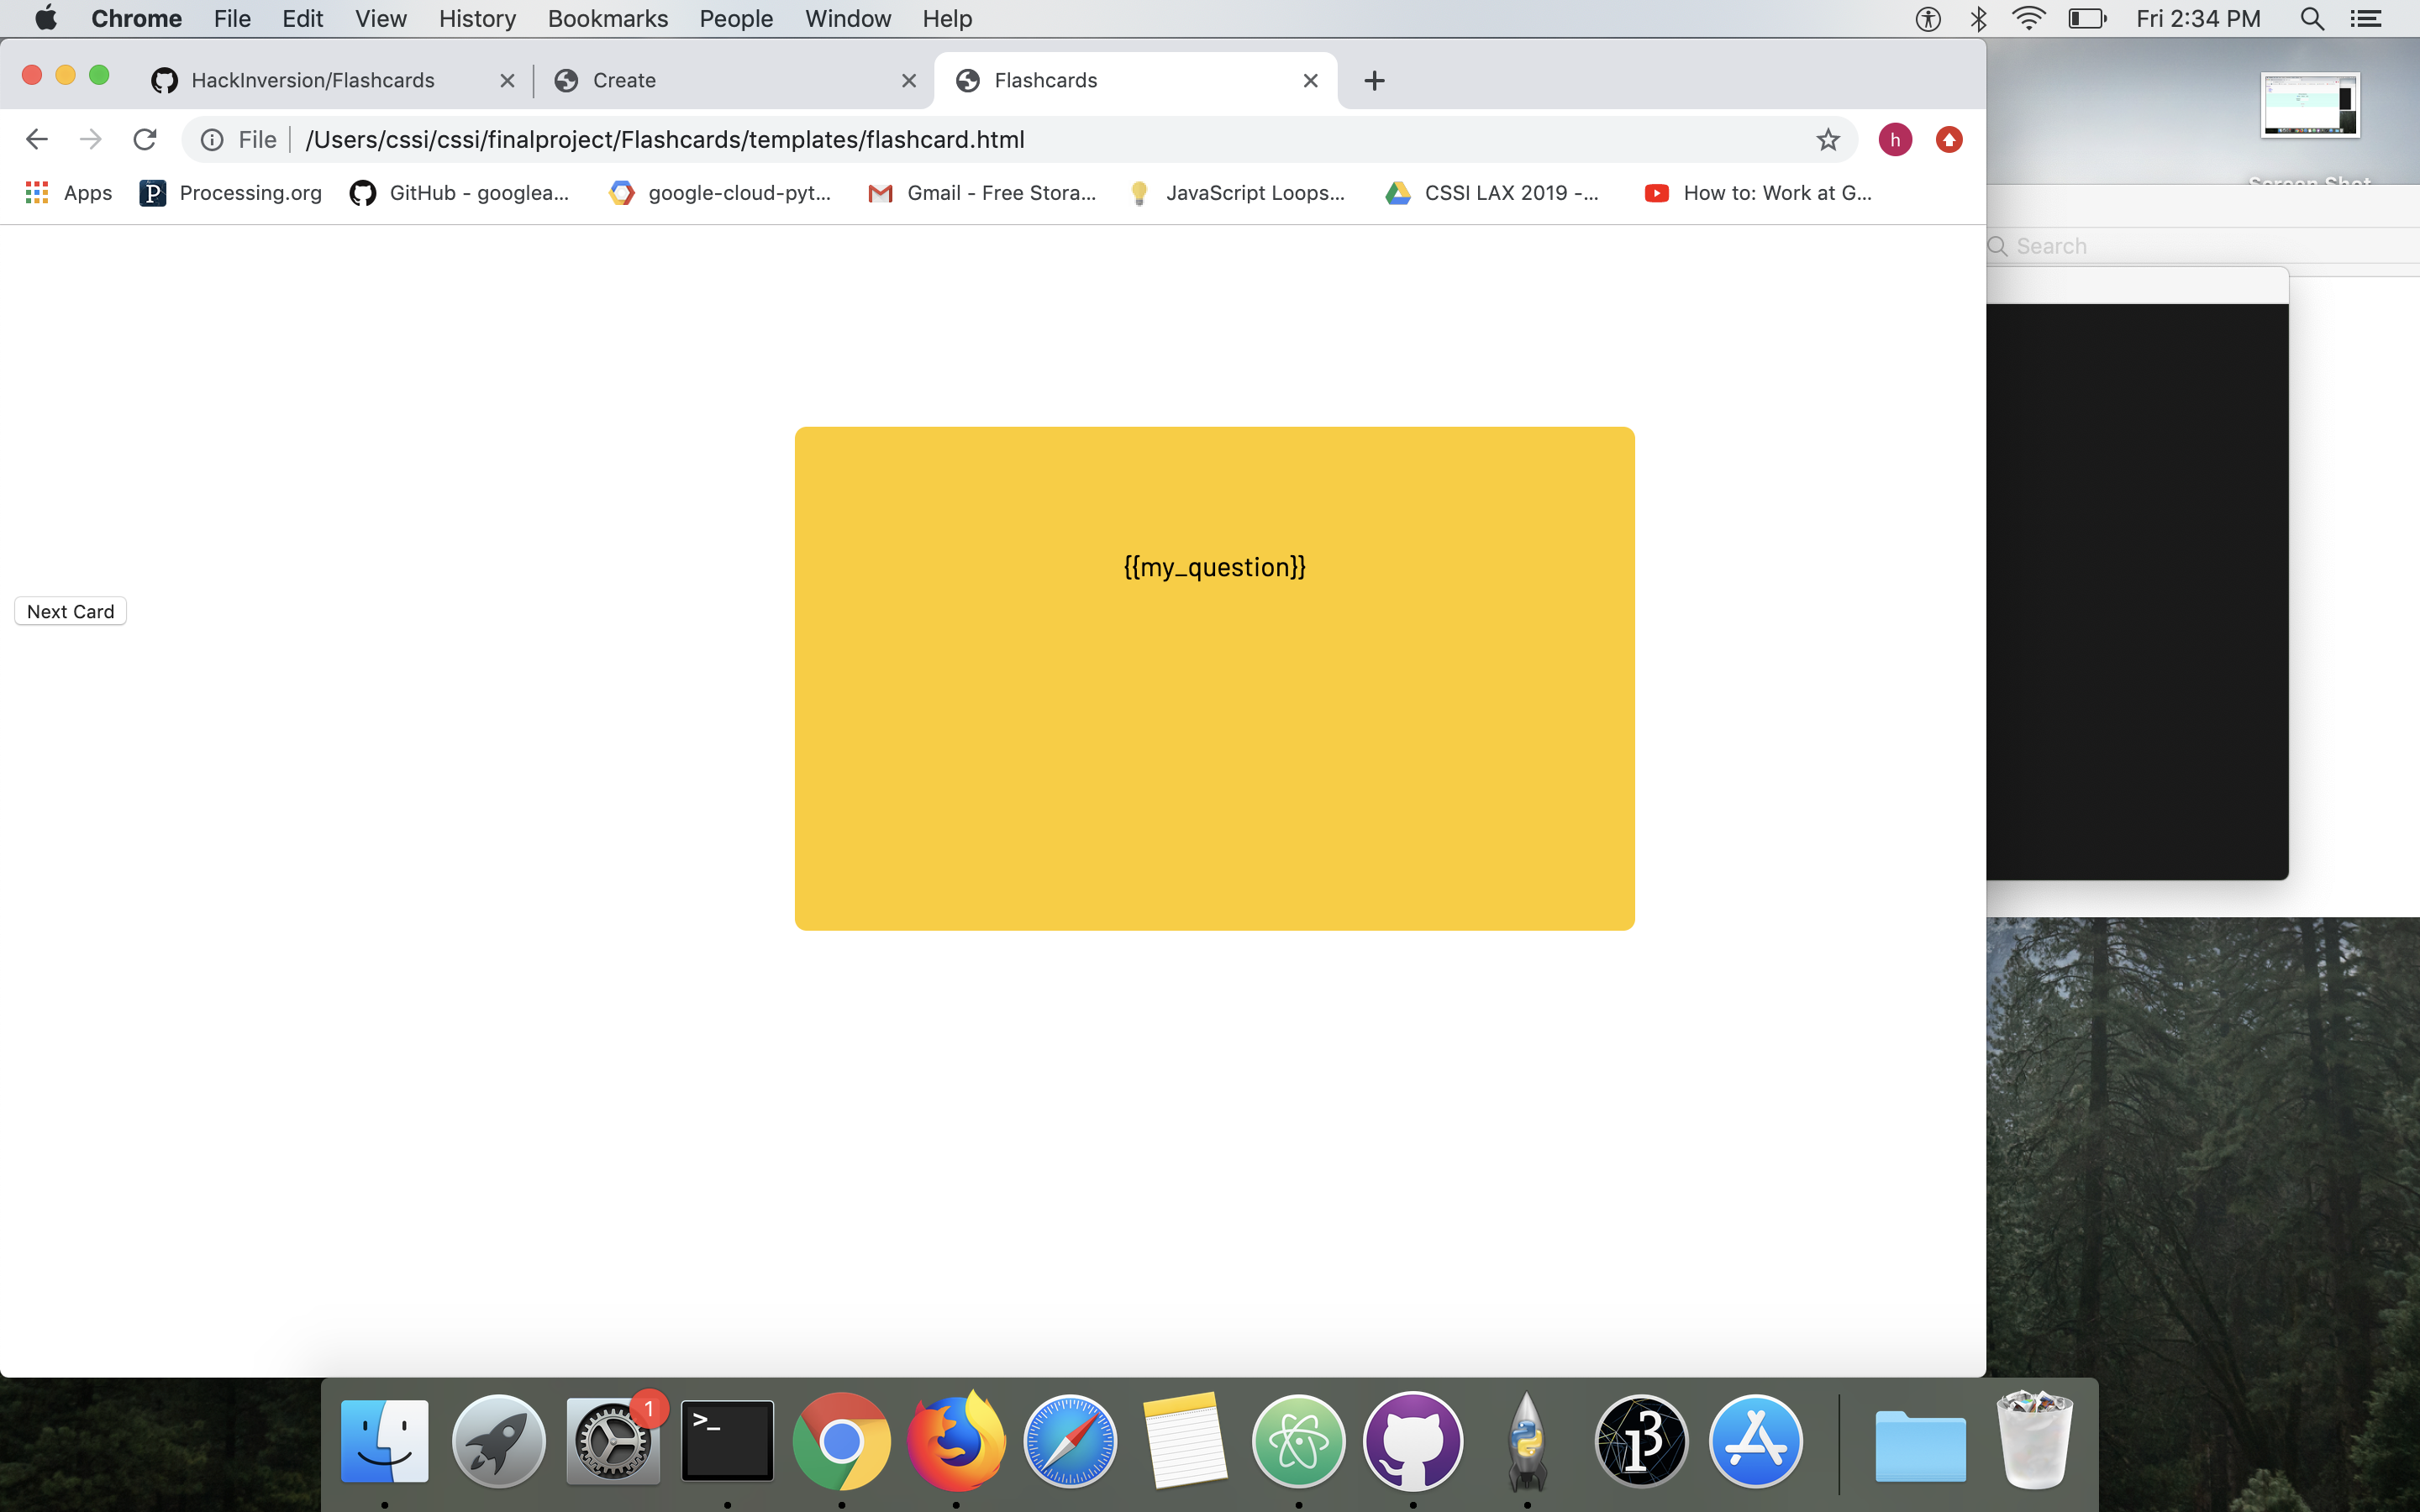 Chrome File Edit View History Bookmarks People Window Help Fri 2:34 PM
HackInversion/Flashcards Create Flashcards
File /Users/cssi/cssi/finalproject/Flashcards/templates/flashcard.html h
Apps Processing.org GitHub - googlea... google-cloud-pyt... Gmail - Free Stora... JavaScript Loops... CSSI LAX 2019 -... How to: Work at G...
Screen Shot
Search
{{my_question}}
Next Card
1
>_